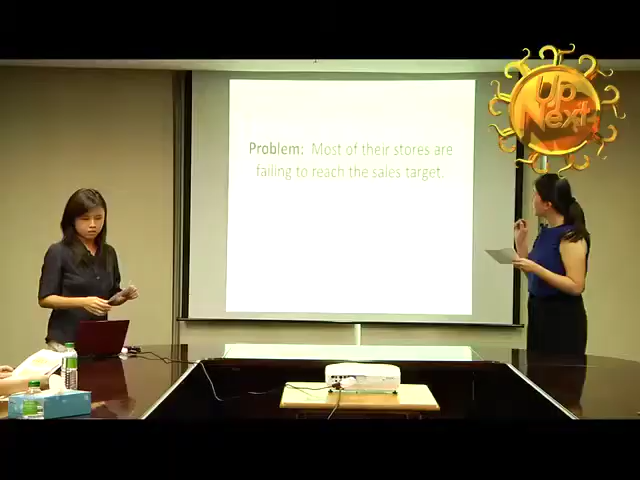 Up
Next
Problem: Most of their stores are
failing to reach the sales target.